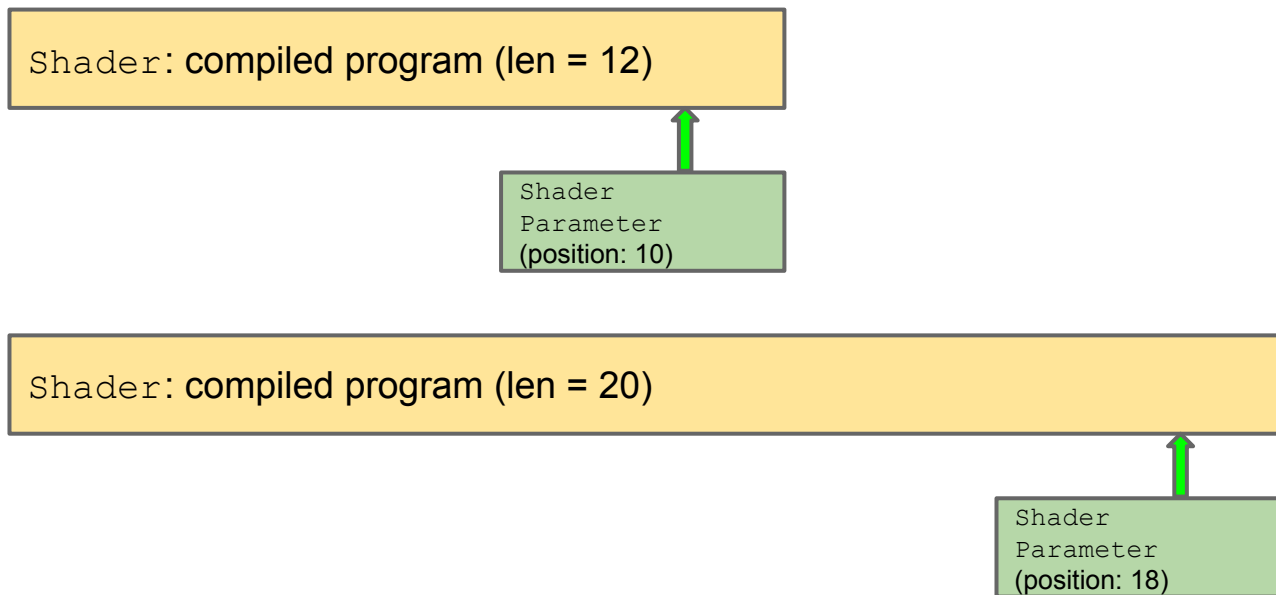 Shader: compiled program (len = 12)
Shader
Parameter
(position: 10)
Shader: compiled program (len = 20)
Shader
Parameter
(position: 18)